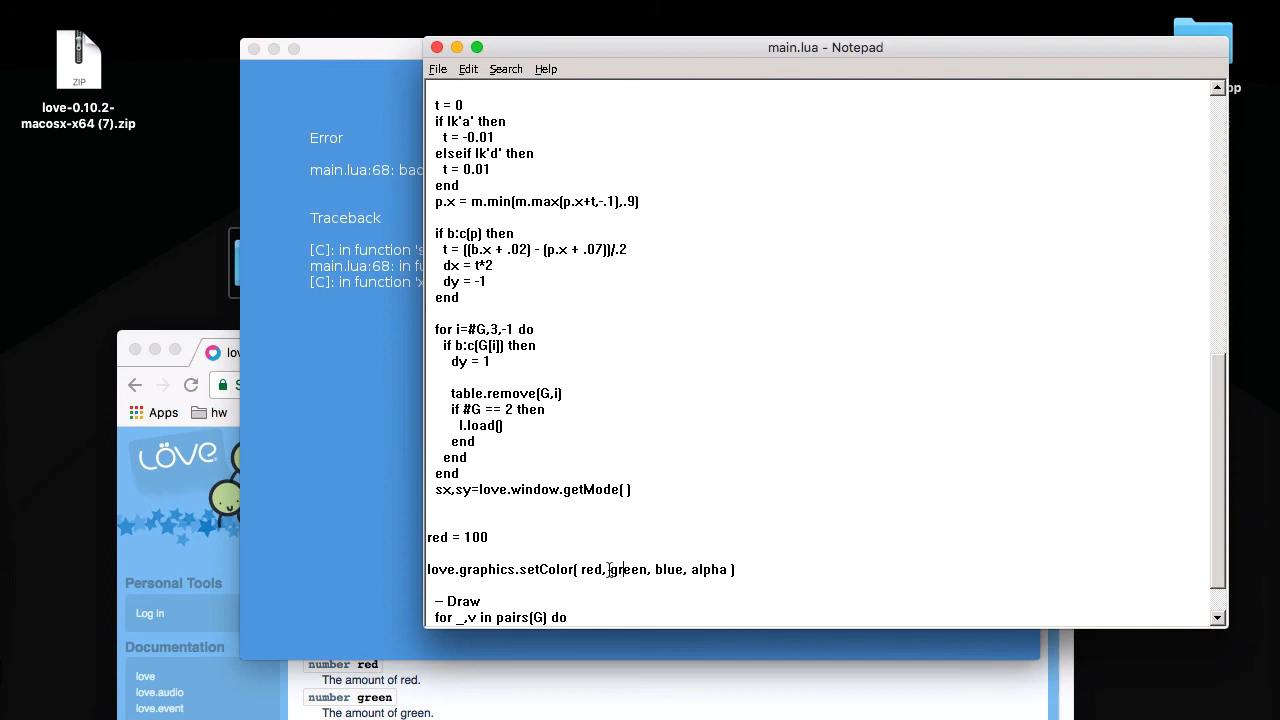 main.lua - Notepad
File Edit Search Help
t = 0
if lk'a' then
t = -0.01
elseif lk'd' then
t = 0.01
end
p.x = m.min(m.max(p.x+t,-.1),.9)
if b:c(p) then
t = ((b.x + .02) - (p.x + .07))/.2
dx = t*2
dy = -1
end
for i=#G,3,-1 do
if b:c(G[i]) then
dy = 1
table.remove(G,i)
if #G == 2 then
l.load()
end
end
end
sx,sy=love.window.getMode( )
red = 100
love.graphics.setColor( red, green, blue, alpha )
-- Draw
for _,v in pairs(G) do
ZIP
love-0.10.2-
macosx-x64 (7).zip
Error
main.lua:68:
Traceback
[C]: in function
main.lua:68: in
[C]: in function
Apps hw
LÖVE
Personal Tools
Log in
Documentation
love
love.audio
love.event
number red
The amount of red.
number green
The amount of green.